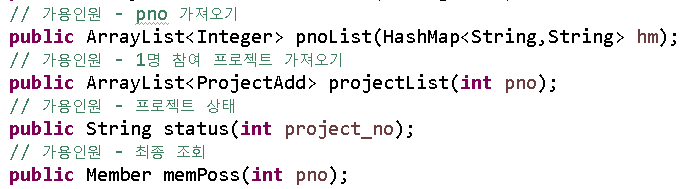 // 가용인원 - pno 가져오기
public ArrayList<Integer> pnoList(HashMap<String,String> hm);
// 가용인원 - 1명 참여 프로젝트 가져오기
public ArrayList<ProjectAdd> projectList(int pno);
// 가용인원 - 프로젝트 상태
public String status(int project_no);
// 가용인원 - 최종 조회
public Member memPoss(int pno);